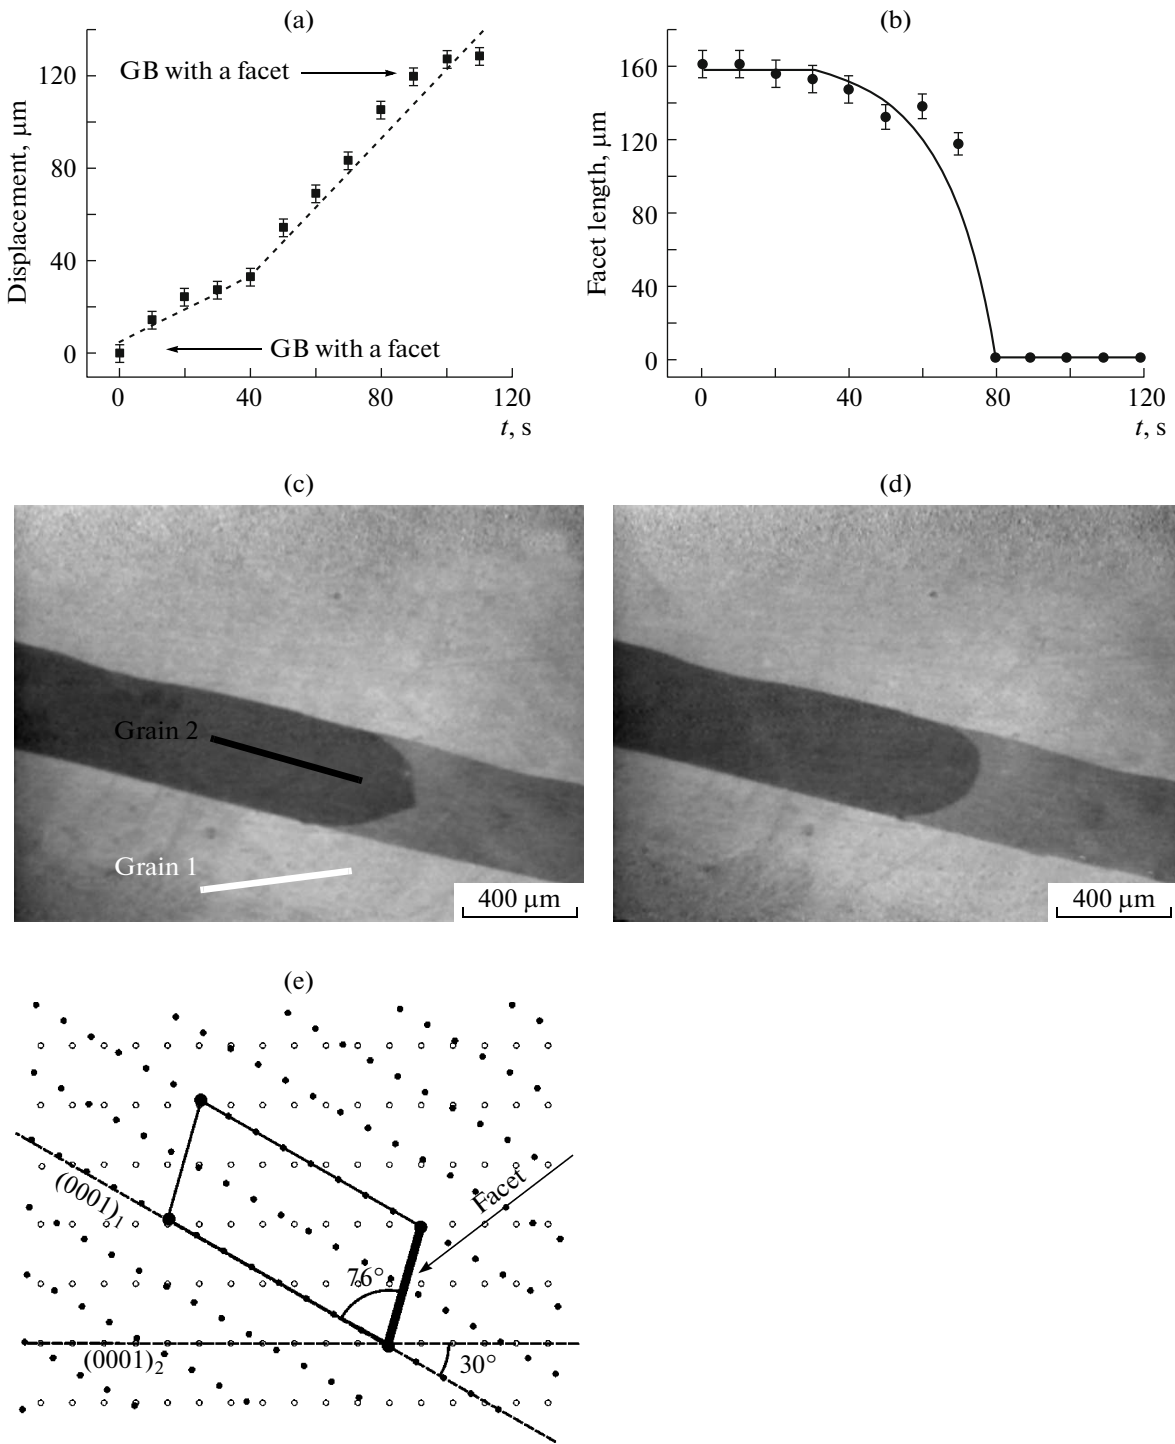 (a)
Displacement, μm
120
80
40
0
GB with a facet
GB with a facet
0
40
80
120
t, s
(b)
Facet length, μm
160
120
80
40
0
0
40
80
120
t, s
(c)
Grain 2
Grain 1
400 μm
(d)
400 μm
(e)
(0001)₁
Facet
76°
(0001)₂
30°